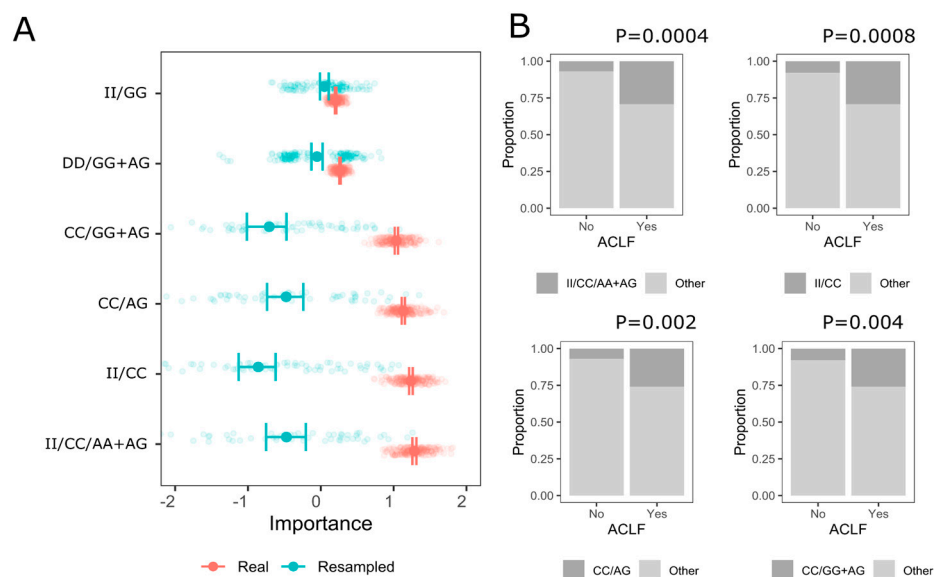 A
II/GG
DD/GG+AG
CC/GG+AG
CC/AG
II/CC
II/CC/AA+AG
-2 -1 0 1 2
Importance
Real Resampled
B
P=0.0004
1.00
0.75
0.50
0.25
0.00
Proportion
No Yes
ACLF
II/CC/AA+AG Other
P=0.0008
1.00
0.75
0.50
0.25
0.00
Proportion
No Yes
ACLF
II/CC Other
P=0.002
1.00
0.75
0.50
0.25
0.00
Proportion
No Yes
ACLF
CC/AG Other
P=0.004
1.00
0.75
0.50
0.25
0.00
Proportion
No Yes
ACLF
CC/GG+AG Other